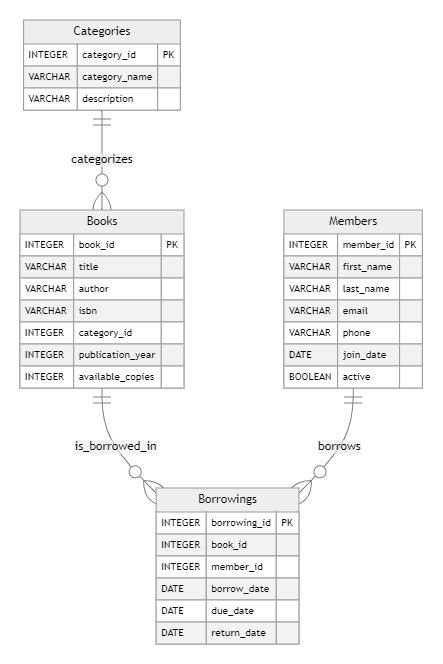 Categories
INTEGER category_id PK
VARCHAR category_name
VARCHAR description
categorizes
Books
INTEGER book_id PK
VARCHAR title
VARCHAR author
VARCHAR isbn
INTEGER category_id
INTEGER publication_year
INTEGER available_copies
Members
INTEGER member_id PK
VARCHAR first_name
VARCHAR last_name
VARCHAR email
VARCHAR phone
DATE join_date
BOOLEAN active
is_borrowed_in
borrows
Borrowings
INTEGER borrowing_id PK
INTEGER book_id
INTEGER member_id
DATE borrow_date
DATE due_date
DATE return_date